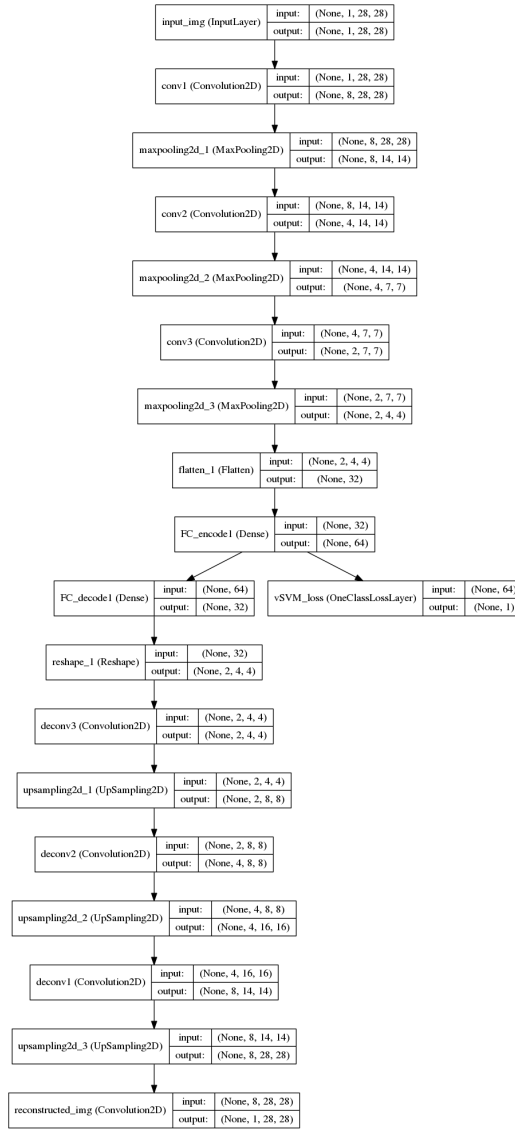 input_img (InputLayer) input: (None, 1, 28, 28)
output: (None, 1, 28, 28)
conv1 (Convolution2D) input: (None, 1, 28, 28)
output: (None, 8, 28, 28)
maxpooling2d_1 (MaxPooling2D) input: (None, 8, 28, 28)
output: (None, 8, 14, 14)
conv2 (Convolution2D) input: (None, 8, 14, 14)
output: (None, 4, 14, 14)
maxpooling2d_2 (MaxPooling2D) input: (None, 4, 14, 14)
output: (None, 4, 7, 7)
conv3 (Convolution2D) input: (None, 4, 7, 7)
output: (None, 2, 7, 7)
maxpooling2d_3 (MaxPooling2D) input: (None, 2, 7, 7)
output: (None, 2, 4, 4)
flatten_1 (Flatten) input: (None, 2, 4, 4)
output: (None, 32)
FC_encode1 (Dense) input: (None, 32)
output: (None, 64)
FC_decode1 (Dense) input: (None, 64)
output: (None, 32)
vSVM_loss (OneClassLossLayer) input: (None, 64)
output: (None, 1)
reshape_1 (Reshape) input: (None, 32)
output: (None, 2, 4, 4)
deconv3 (Convolution2D) input: (None, 2, 4, 4)
output: (None, 2, 4, 4)
upsampling2d_1 (UpSampling2D) input: (None, 2, 4, 4)
output: (None, 2, 8, 8)
deconv2 (Convolution2D) input: (None, 2, 8, 8)
output: (None, 4, 8, 8)
upsampling2d_2 (UpSampling2D) input: (None, 4, 8, 8)
output: (None, 4, 16, 16)
deconv1 (Convolution2D) input: (None, 4, 16, 16)
output: (None, 8, 14, 14)
upsampling2d_3 (UpSampling2D) input: (None, 8, 14, 14)
output: (None, 8, 28, 28)
reconstructed_img (Convolution2D) input: (None, 8, 28, 28)
output: (None, 1, 28, 28)